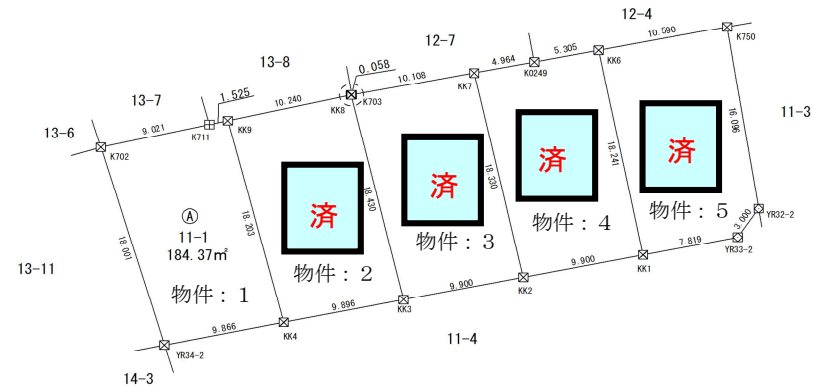 12-4
10.590
K750
12-7
5.305
KK6
4.964
K0249
13-8
0.058
10.108
KK7
11-3
13-7
1.525
10.240
KK8
K703
16.096
13-6
9.021
K711
KK9
K702
済
済
済
済
18.241
18.330
18.430
18.203
18.001
Ⓐ
11-1
184.37㎡
物件：1
物件：2
物件：3
物件：4
物件：5
3.000
YR32-2
YR33-2
7.819
KK1
9.900
KK2
9.900
KK3
9.896
KK4
9.866
YR34-2
13-11
11-4
14-3